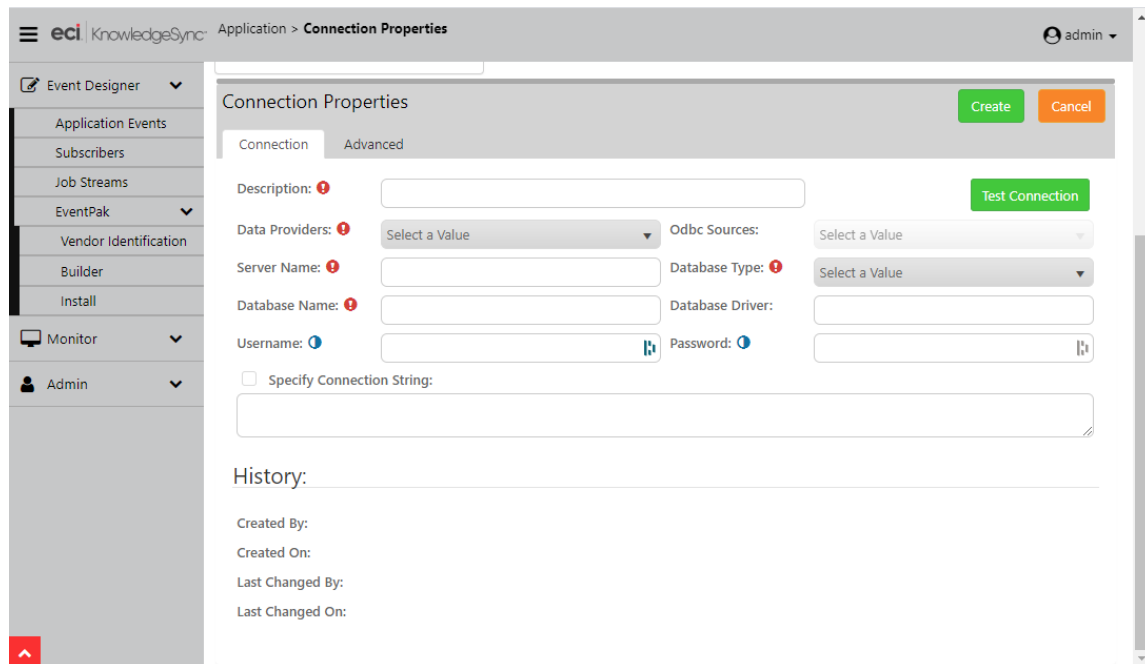 eci KnowledgeSync
Application > Connection Properties
admin
Event Designer
Application Events
Subscribers
Job Streams
EventPak
Vendor Identification
Builder
Install
Monitor
Admin
Connection Properties
Create
Cancel
Connection Advanced
Description:
Test Connection
Data Providers: Select a Value Odbc Sources: Select a Value
Server Name: Database Type: Select a Value
Database Name: Database Driver:
Username: Password:
Specify Connection String:
History:
Created By:
Created On:
Last Changed By:
Last Changed On: